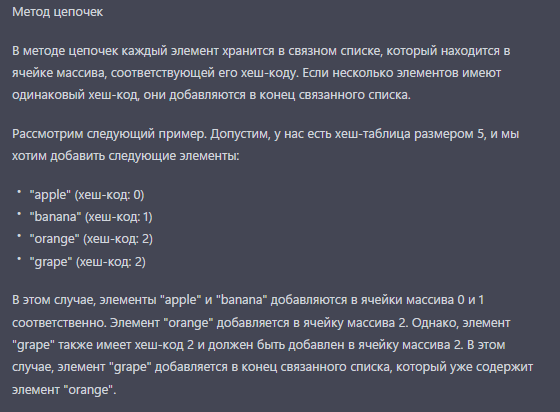 Метод цепочек
В методе цепочек каждый элемент хранится в связном списке, который находится в
ячейке массива, соответствующей его хеш-коду. Если несколько элементов имеют
одинаковый хеш-код, они добавляются в конец связанного списка.
Рассмотрим следующий пример. Допустим, у нас есть хеш-таблица размером 5, и мы
хотим добавить следующие элементы:
• "apple" (хеш-код: 0)
• "banana" (хеш-код: 1)
• "orange" (хеш-код: 2)
• "grape" (хеш-код: 2)
В этом случае, элементы "apple" и "banana" добавляются в ячейки массива 0 и 1
соответственно. Элемент "orange" добавляется в ячейку массива 2. Однако, элемент
"grape" также имеет хеш-код 2 и должен быть добавлен в ячейку массива 2. В этом
случае, элемент "grape" добавляется в конец связанного списка, который уже содержит
элемент "orange".